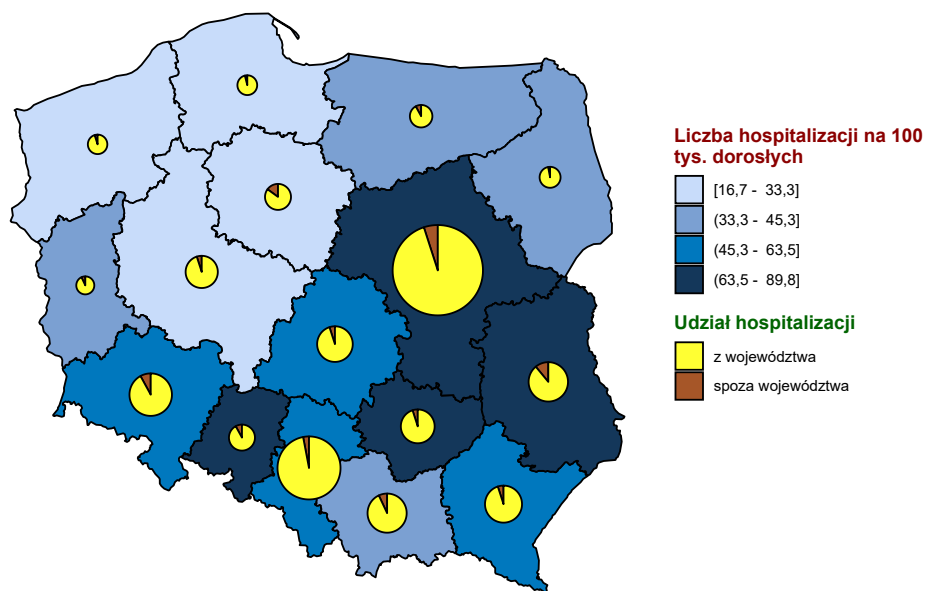 Liczba hospitalizacji na 100
tys. dorosłych
[16,7 - 33,3]
(33,3 - 45,3]
(45,3 - 63,5]
(63,5 - 89,8]
Udział hospitalizacji
z województwa
spoza województwa